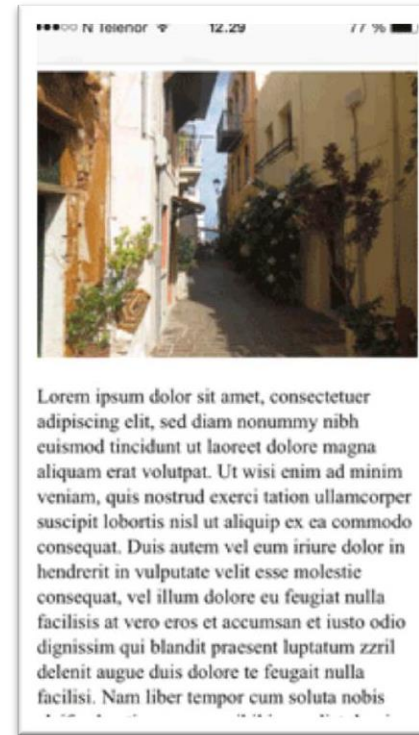 N Telenor 12.29 77 %
Lorem ipsum dolor sit amet, consectetuer
adipiscing elit, sed diam nonummy nibh
euismod tincidunt ut laoreet dolore magna
aliquam erat volutpat. Ut wisi enim ad minim
veniam, quis nostrud exerci tation ullamcorper
suscipit lobortis nisl ut aliquip ex ea commodo
consequat. Duis autem vel eum iriure dolor in
hendrerit in vulputate velit esse molestie
consequat, vel illum dolore eu feugiat nulla
facilisis at vero eros et accumsan et iusto odio
dignissim qui blandit praesent luptatum zzril
delenit augue duis dolore te feugait nulla
facilisi. Nam liber tempor cum soluta nobis